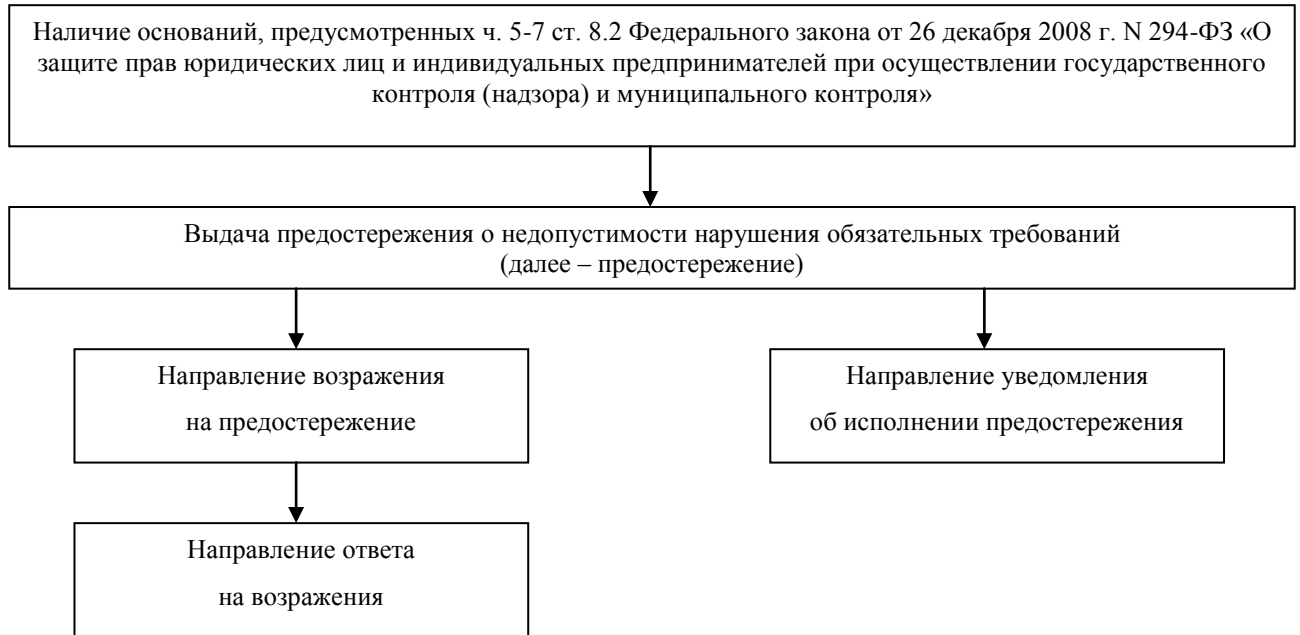 Наличие оснований, предусмотренных ч. 5-7 ст. 8.2 Федерального закона от 26 декабря 2008 г. N 294-ФЗ «О
защите прав юридических лиц и индивидуальных предпринимателей при осуществлении государственного
контроля (надзора) и муниципального контроля»
Выдача предостережения о недопустимости нарушения обязательных требований
(далее – предостережение)
Направление возражения
на предостережение
Направление уведомления
об исполнении предостережения
Направление ответа
на возражения